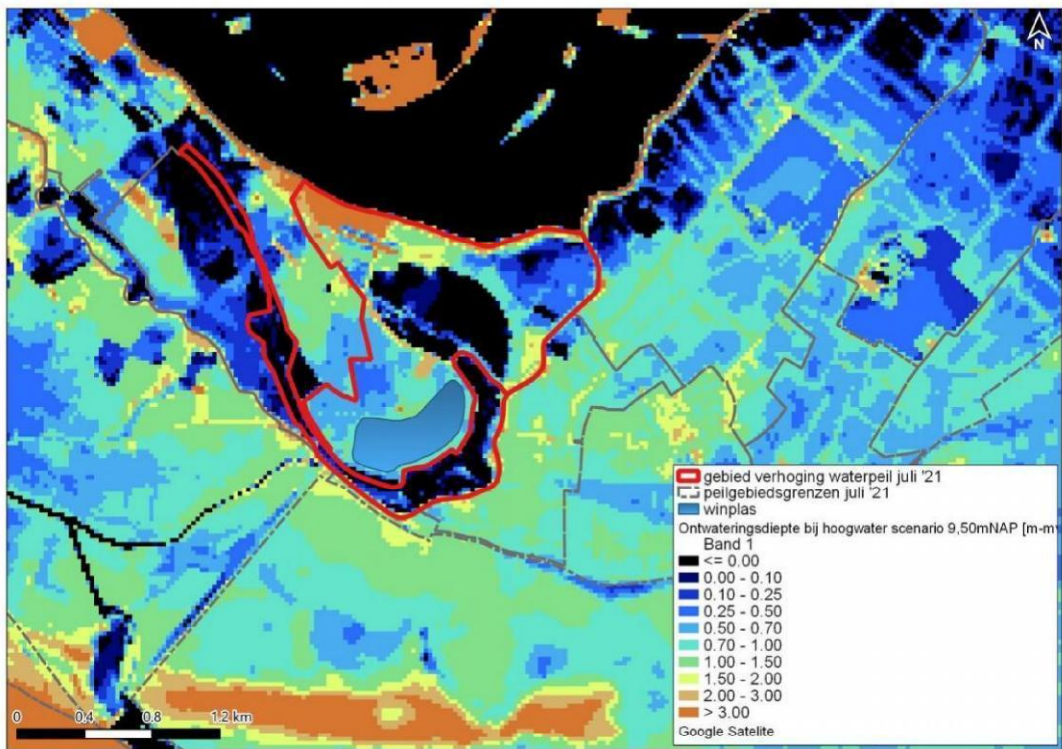 N
gebied verhoging waterpeil juli '21
peilgebiedsgrenzen juli '21
winplas
Ontwateringsdiepte bij hoogwater scenario 9,50mNAP [m-m
Band 1
<= 0.00
0.00 - 0.10
0.10 - 0.25
0.25 - 0.50
0.50 - 0.70
0.70 - 1.00
1.00 - 1.50
1.50 - 2.00
2.00 - 3.00
> 3.00
Google Satelite
0 0.4 0.8 1.2 km